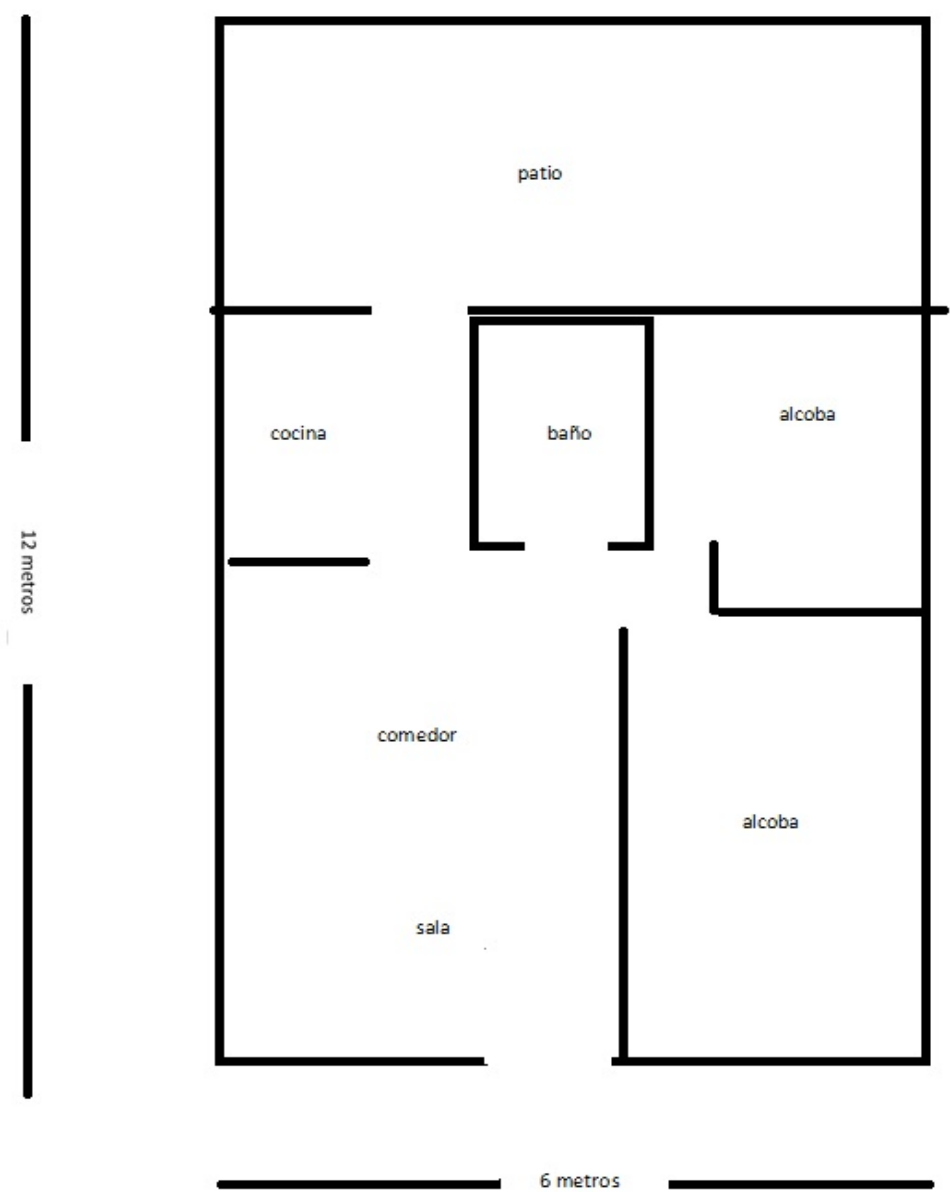 patio
cocina
baño
alcoba
12 metros
comedor
alcoba
sala
6 metros